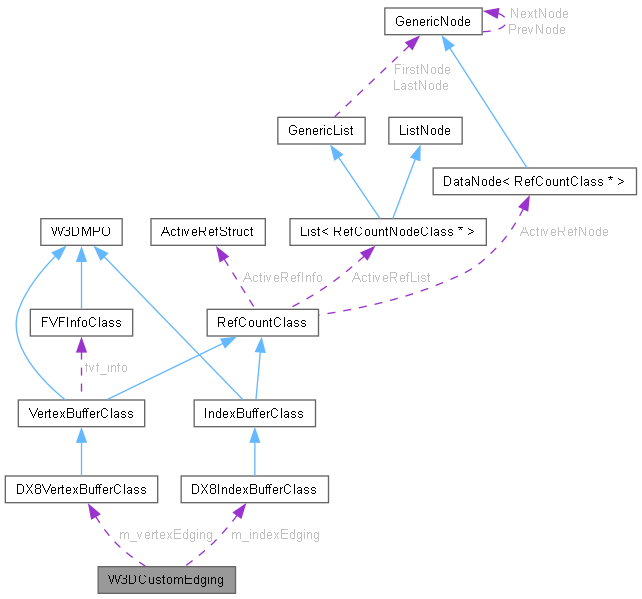 NextNode
GenericNode
PrevNode
FirstNode
LastNode
GenericList
ListNode
DataNode< RefCountClass * >
W3DMPO
ActiveRefStruct
List< RefCountNodeClass * >
ActiveRefNode
ActiveRefInfo
ActiveRefList
FVFInfoClass
RefCountClass
fvf_info
VertexBufferClass
IndexBufferClass
DX8VertexBufferClass
DX8IndexBufferClass
m_vertexEdging
m_indexEdging
W3DCustomEdging